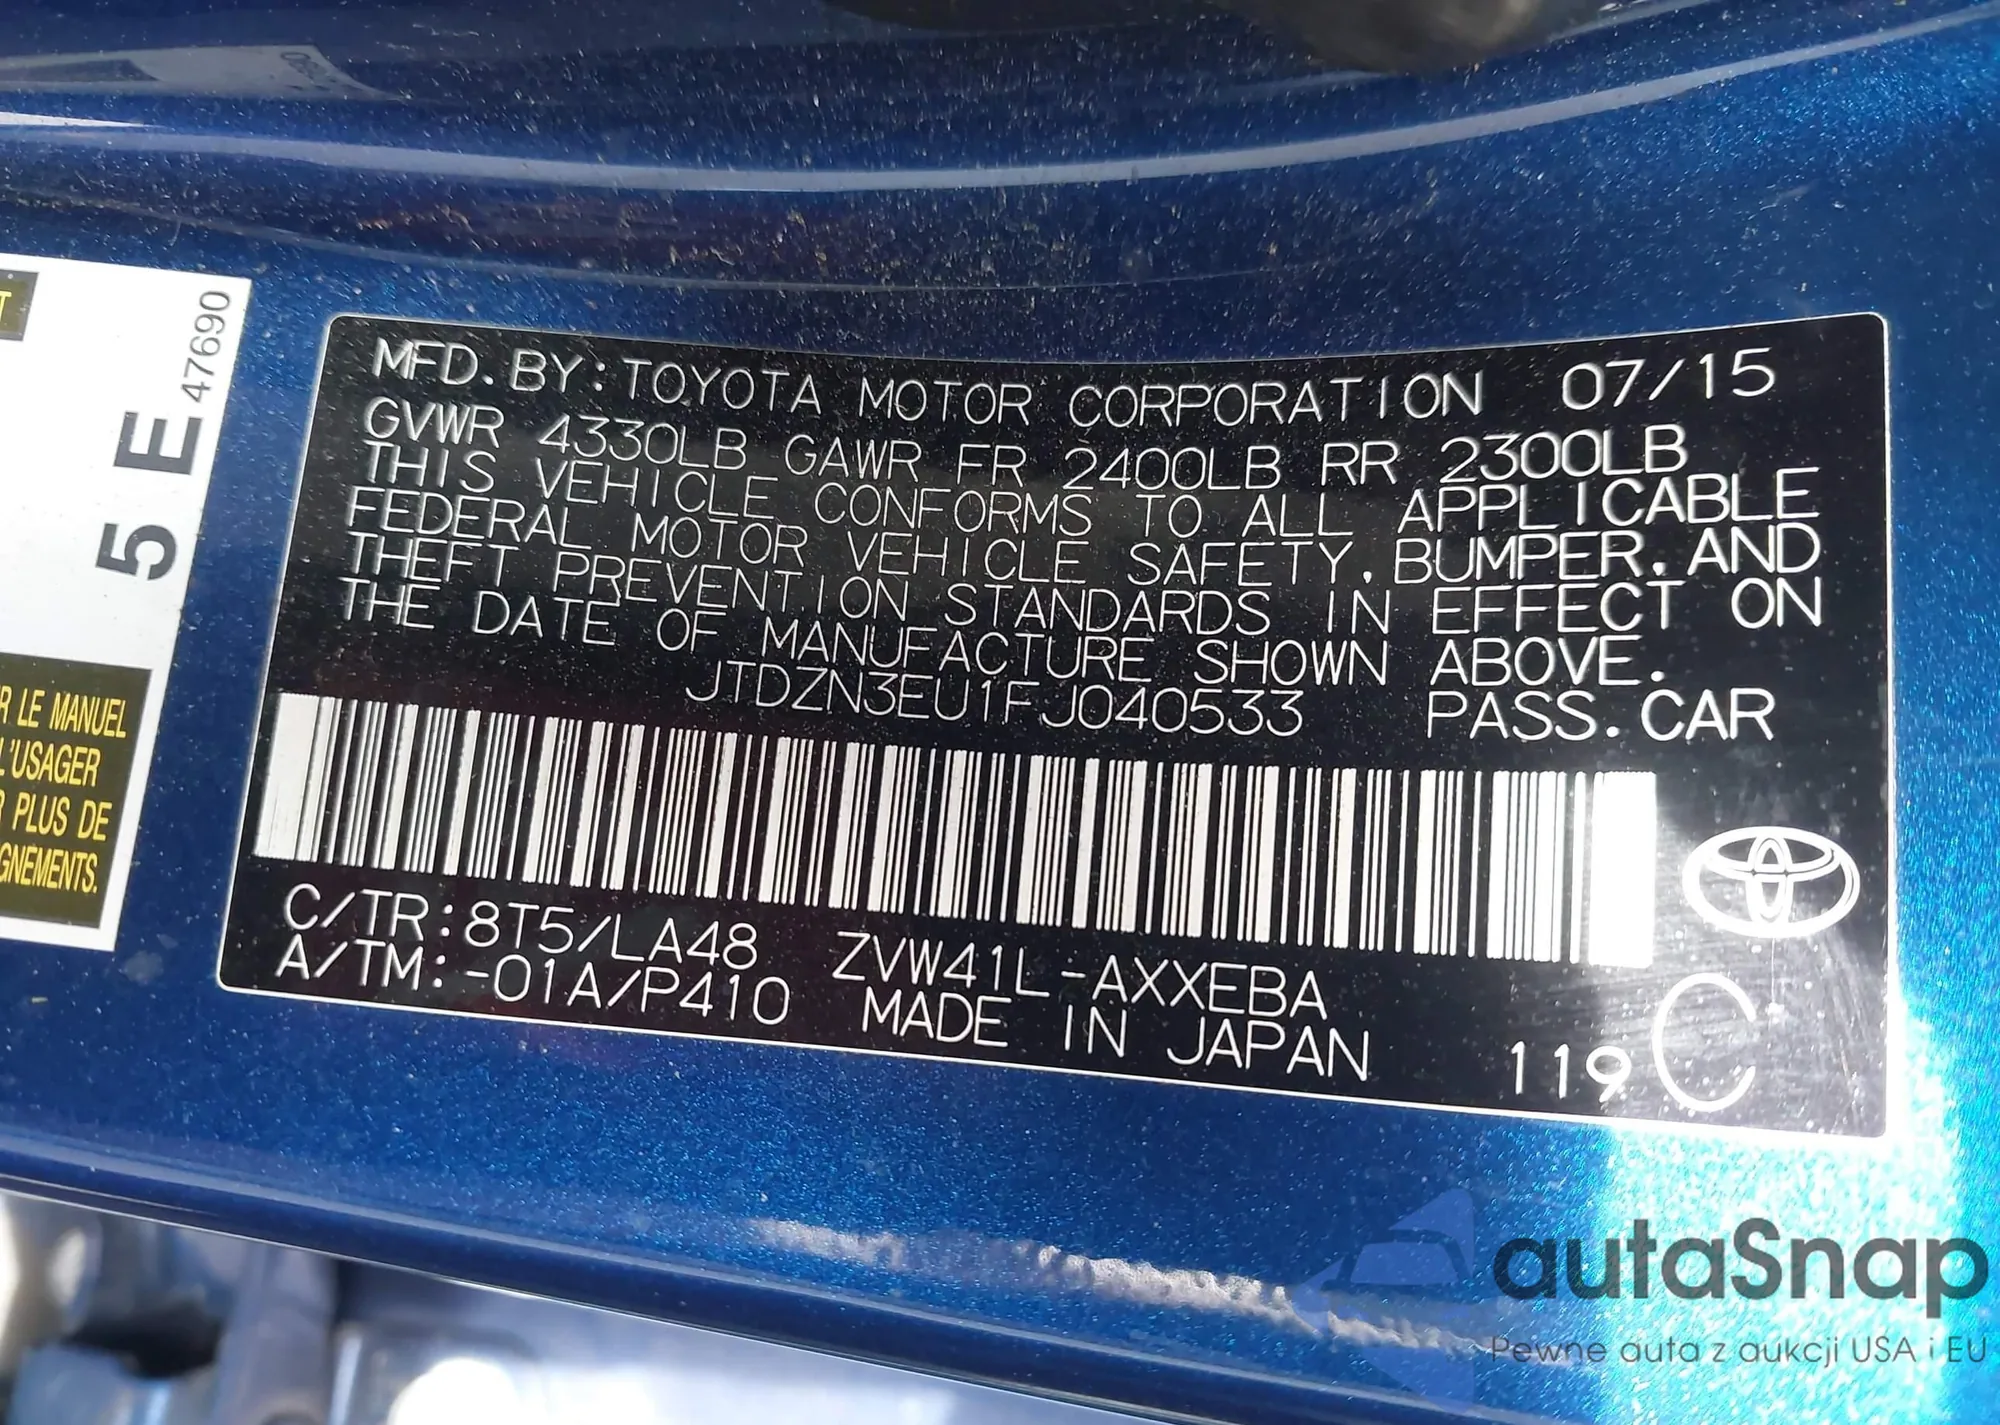 T
5 E 47690
R LE MANUEL
L'USAGER
R PLUS DE
GNEMENTS.
MFD. BY: TOYOTA MOTOR CORPORATION 07/15
GVWR 4330LB GAWR FR 2400LB RR 2300LB
THIS VEHICLE CONFORMS TO ALL APPLICABLE
FEDERAL MOTOR VEHICLE SAFETY, BUMPER, AND
THEFT PREVENTION STANDARDS IN EFFECT ON
THE DATE OF MANUFACTURE SHOWN ABOVE.
JTDZN3EU1FJ040533 PASS. CAR
C/TR:8T5/LA48 ZVW41L-AXXEBA
A/TM:-01A/P410 MADE IN JAPAN
119 C
autaSnap
Pewne auta z aukcji USA i EU